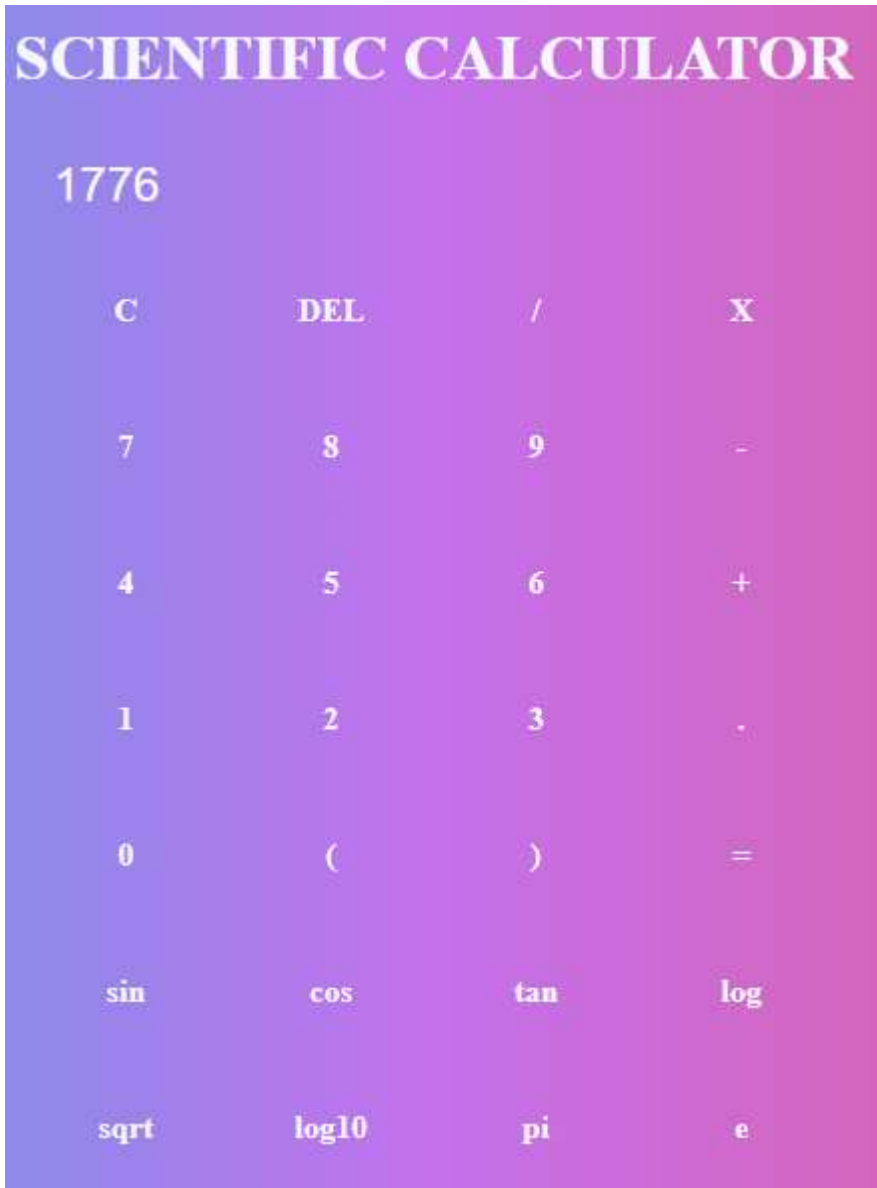 SCIENTIFIC CALCULATOR
1776
C DEL / X
7 8 9 -
4 5 6 +
1 2 3 .
0 ( ) =
sin cos tan log
sqrt log10 pi e